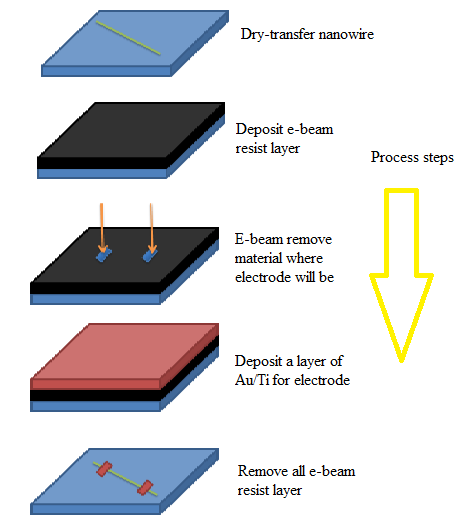 Dry-transfer nanowire
Deposit e-beam
resist layer
Process steps
E-beam remove
material where
electrode will be
Deposit a layer of
Au/Ti for electrode
Remove all e-beam
resist layer